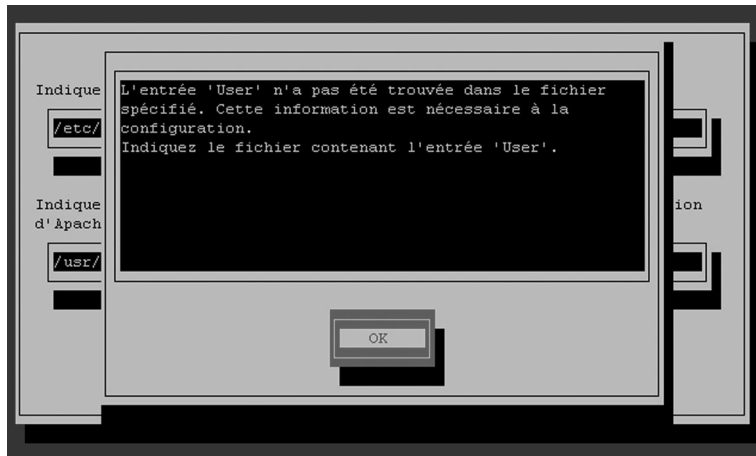 Indique
L'entrée 'User' n'a pas été trouvée dans le fichier
spécifié. Cette information est nécessaire à la
/etc/
configuration.
Indiquez le fichier contenant l'entrée 'User'.
Indique
ion
d'Apach
/usr/
OK